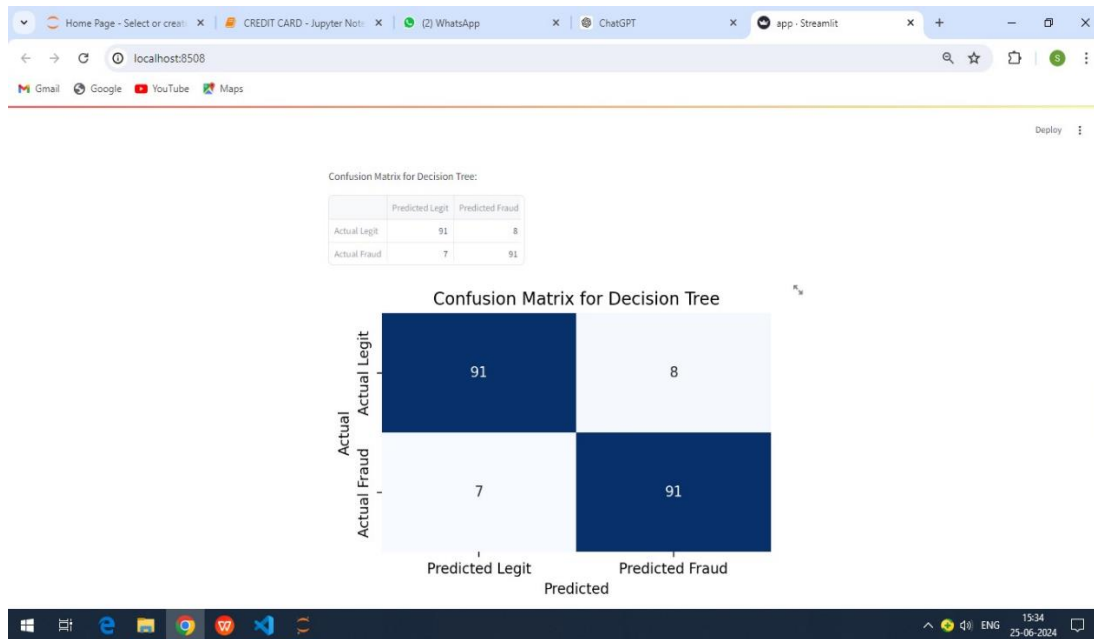 Home Page - Select or creat
CREDIT CARD - Jupyter Note
(2) WhatsApp
ChatGPT
app · Streamlit
localhost:8508
S
Gmail
Google
YouTube
Maps
Deploy
Confusion Matrix for Decision Tree:
Predicted Legit Predicted Fraud
Actual Legit 91 8
Actual Fraud 7 91
Confusion Matrix for Decision Tree
Actual
Actual Legit
91 8
Actual Fraud
7 91
Predicted Legit Predicted Fraud
Predicted
ENG
15:34
25-06-2024